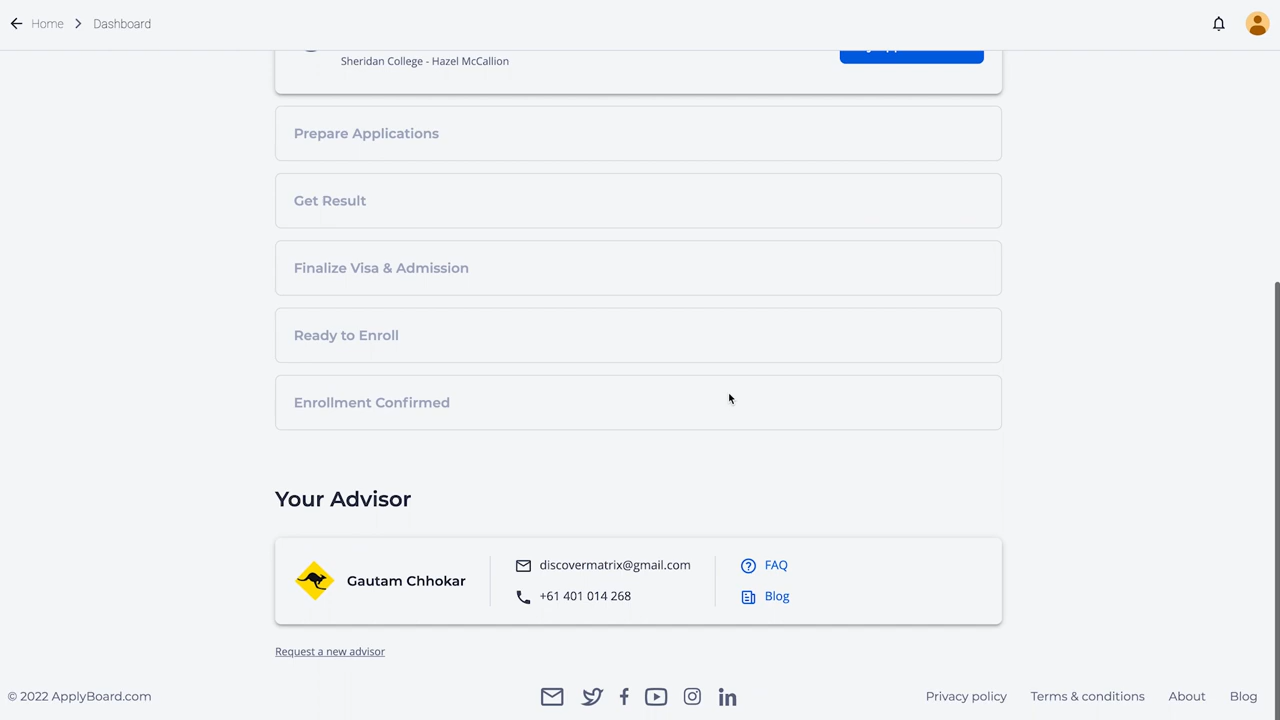 Home
Dashboard
Sheridan College - Hazel McCallion
Prepare Applications
Get Result
Finalize Visa & Admission
Ready to Enroll
Enrollment Confirmed
Your Advisor
Gautam Chhokar
discovermatrix@gmail.com
+61 401 014 268
FAQ
Blog
Request a new advisor
© 2022 ApplyBoard.com
Privacy policy
Terms & conditions
About
Blog